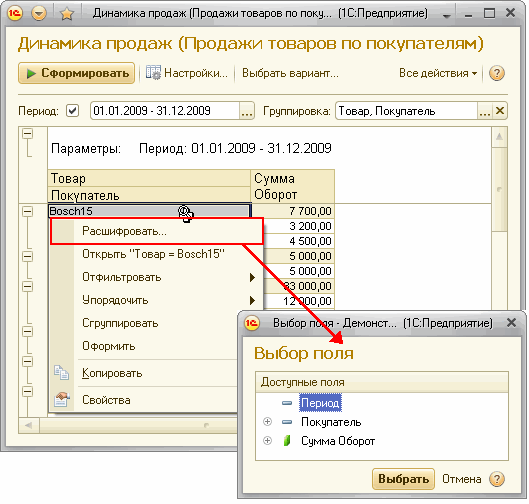 Динамика продаж (Продажи товаров по поку... (1С:Предприятие)
Динамика продаж (Продажи товаров по покупателям)
Сформировать Настройки... Выбрать вариант... Все действия
Период: 01.01.2009 - 31.12.2009 ... Группировка: Товар, Покупатель ...
Параметры: Период: 01.01.2009 - 31.12.2009
Товар Сумма
Покупатель Оборот
Bosch15 7 700,00
Расшифровать... 3 200,00
4 500,00
Открыть "Товар = Bosch15" 5 000,00
Отфильтровать 5 000,00
33 000,00
Упорядочить 12 000,00
Сгруппировать
Оформить
Копировать
Свойства
Выбор поля - Демонст... (1С:Предприятие)
Выбор поля
Доступные поля
Период
Покупатель
Сумма Оборот
Выбрать Отмена ?